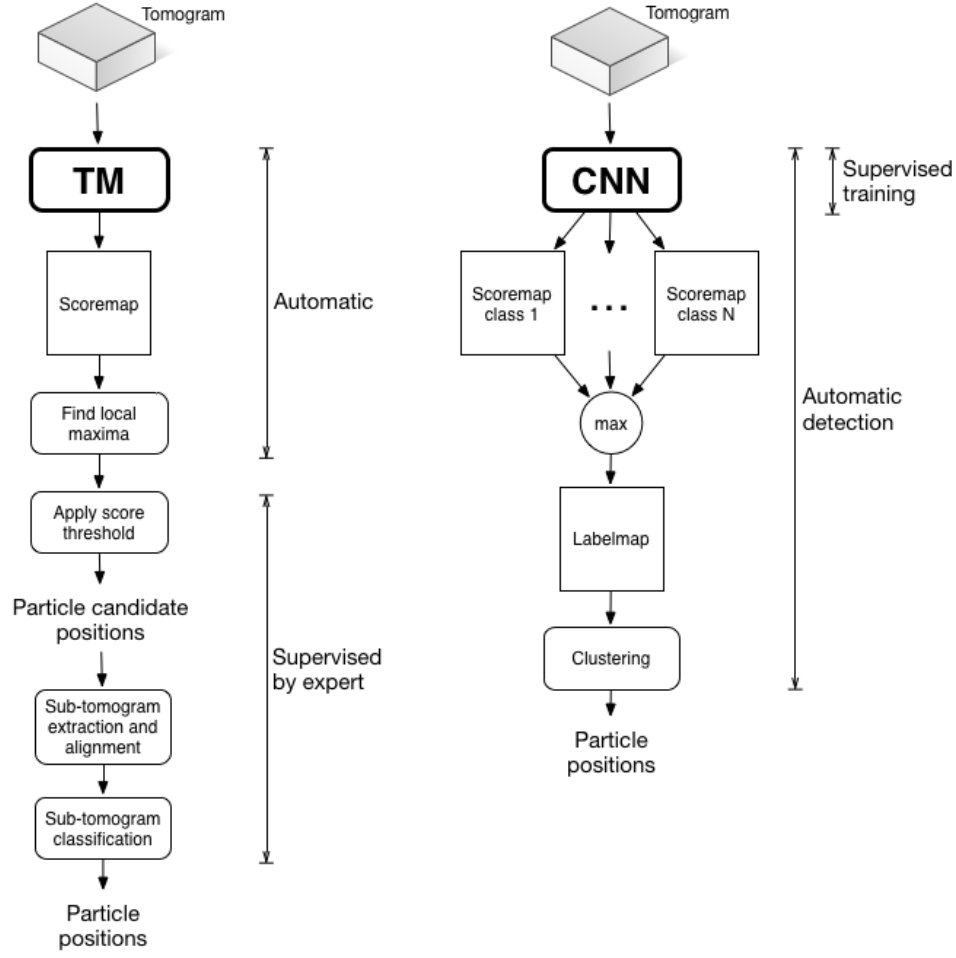 Tomogram
TM
Scoremap
Find local
maxima
Apply score
threshold
Particle candidate
positions
Sub-tomogram
extraction and
alignment
Sub-tomogram
classification
Particle
positions
Automatic
Supervised
by expert
Tomogram
CNN
Scoremap
class 1
...
Scoremap
class N
max
Labelmap
Clustering
Particle
positions
Supervised
training
Automatic
detection